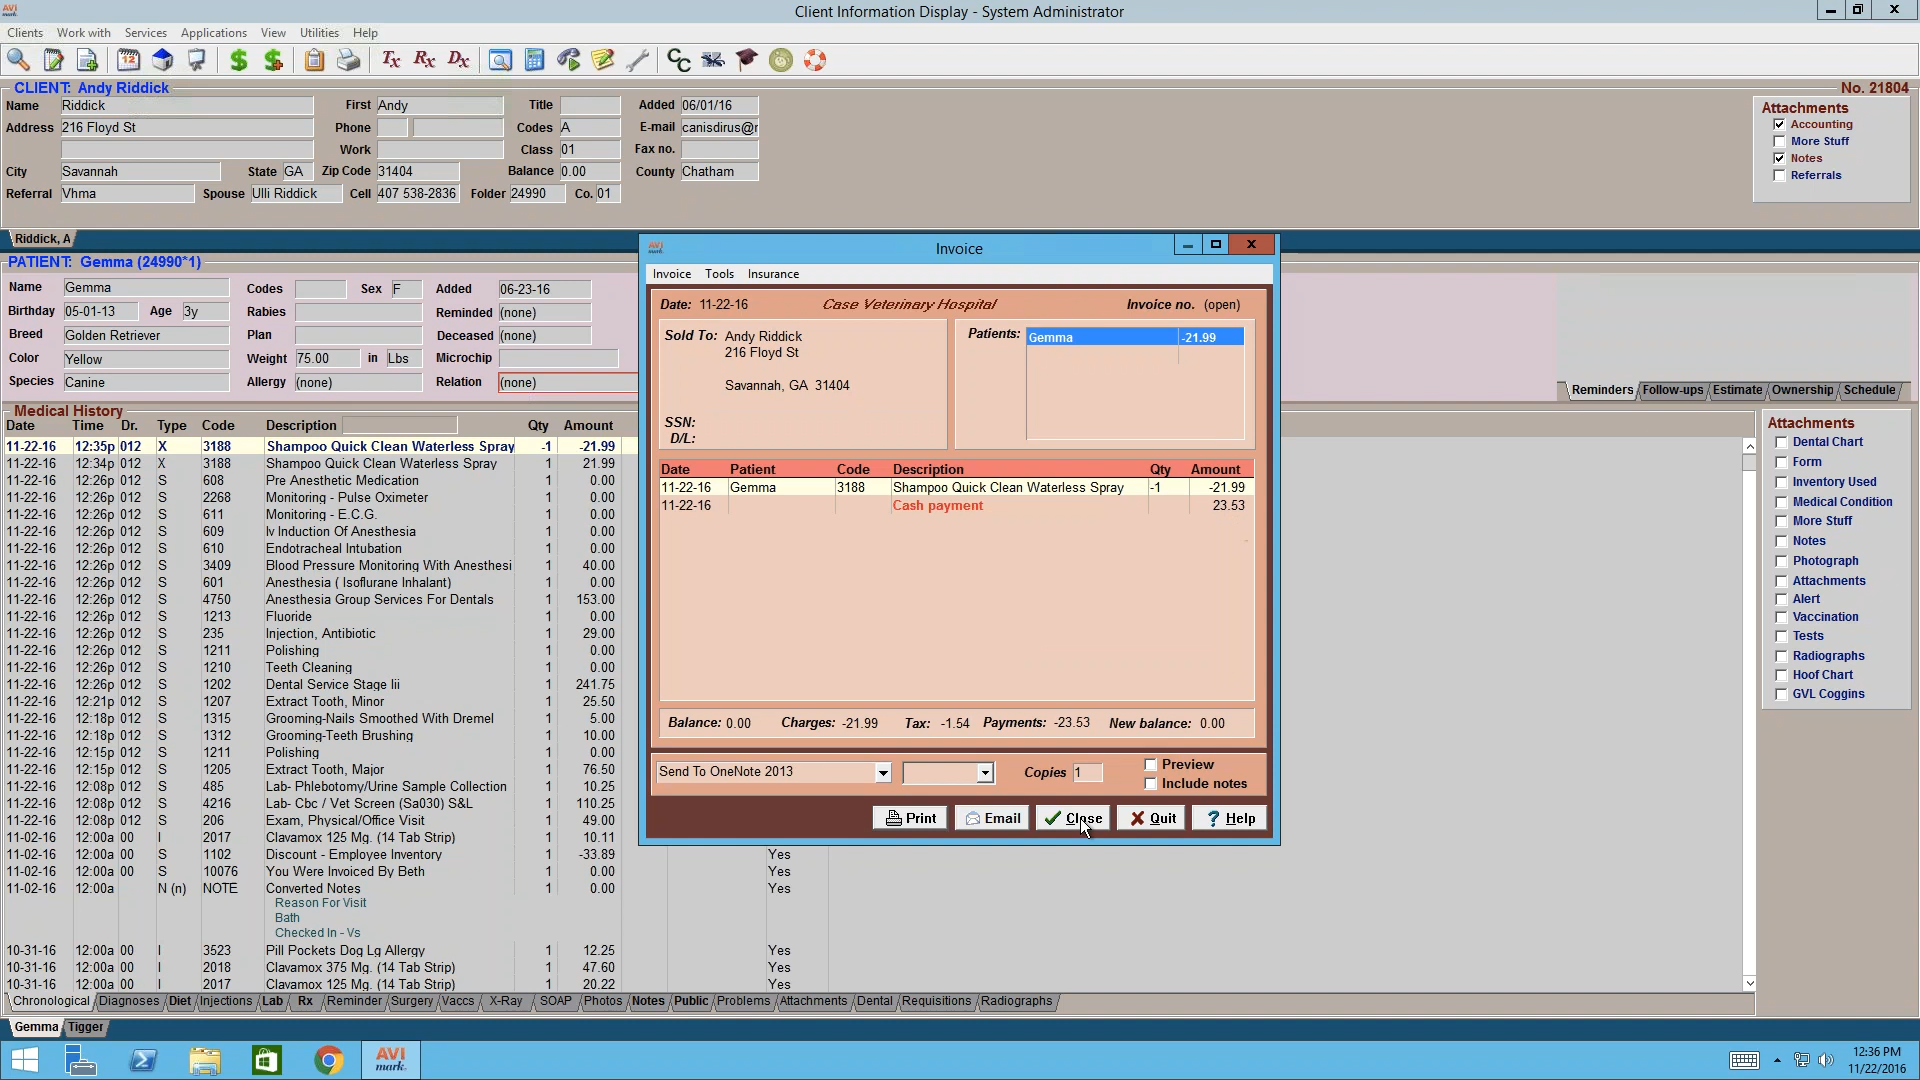 AVI mark
Client Information Display - System Administrator
Clients Work with Services Applications View Utilities Help
Tx Rx Dx
CLIENT: Andy Riddick No. 21804
Name Riddick First Andy Title Added 06/01/16
Address 216 Floyd St Phone Codes A E-mail canisdirus@r
Work Class 01 Fax no.
City Savannah State GA Zip Code 31404 Balance 0.00 County Chatham
Referral Vhma Spouse Ulli Riddick Cell 407 538-2836 Folder 24990 Co. 01
Attachments
Accounting
More Stuff
Notes
Referrals
Riddick, A
PATIENT: Gemma (24990*1)
Name Gemma Codes Sex F Added 06-23-16
Birthday 05-01-13 Age 3y Rabies Reminded (none)
Breed Golden Retriever Plan Deceased (none)
Color Yellow Weight 75.00 in Lbs Microchip
Species Canine Allergy (none) Relation (none)
Reminders Follow-ups Estimate Ownership Schedule
Medical History
Date Time Dr. Type Code Description Qty Amount
11-22-16 12:35p 012 X 3188 Shampoo Quick Clean Waterless Spray -1 -21.99
11-22-16 12:34p 012 X 3188 Shampoo Quick Clean Waterless Spray 1 21.99
11-22-16 12:26p 012 S 608 Pre Anesthetic Medication 1 0.00
11-22-16 12:26p 012 S 2268 Monitoring - Pulse Oximeter 1 0.00
11-22-16 12:26p 012 S 611 Monitoring - E.C.G. 1 0.00
11-22-16 12:26p 012 S 609 Iv Induction Of Anesthesia 1 0.00
11-22-16 12:26p 012 S 610 Endotracheal Intubation 1 0.00
11-22-16 12:26p 012 S 3409 Blood Pressure Monitoring With Anesthesi 1 40.00
11-22-16 12:26p 012 S 601 Anesthesia ( Isoflurane Inhalant) 1 0.00
11-22-16 12:26p 012 S 4750 Anesthesia Group Services For Dentals 1 153.00
11-22-16 12:26p 012 S 1213 Fluoride 1 0.00
11-22-16 12:26p 012 S 235 Injection, Antibiotic 1 29.00
11-22-16 12:26p 012 S 1211 Polishing 1 0.00
11-22-16 12:26p 012 S 1210 Teeth Cleaning 1 0.00
11-22-16 12:26p 012 S 1202 Dental Service Stage Iii 1 241.75
11-22-16 12:21p 012 S 1207 Extract Tooth, Minor 1 25.50
11-22-16 12:18p 012 S 1315 Grooming-Nails Smoothed With Dremel 1 5.00
11-22-16 12:18p 012 S 1312 Grooming-Teeth Brushing 1 10.00
11-22-16 12:15p 012 S 1211 Polishing 1 0.00
11-22-16 12:15p 012 S 1205 Extract Tooth, Major 1 76.50
11-22-16 12:08p 012 S 485 Lab- Phlebotomy/Urine Sample Collection 1 10.25
11-22-16 12:08p 012 S 4216 Lab- Cbc / Vet Screen (Sa030) S&L 1 110.25
11-22-16 12:08p 012 S 206 Exam, Physical/Office Visit 1 49.00
11-02-16 12:00a 00 I 2017 Clavamox 125 Mg. (14 Tab Strip) 1 10.11
11-02-16 12:00a 00 S 1102 Discount - Employee Inventory 1 -33.89 Yes
11-02-16 12:00a 00 S 10076 You Were Invoiced By Beth 1 0.00 Yes
11-02-16 12:00a N (n) NOTE Converted Notes 1 0.00 Yes
Reason For Visit
Bath
Checked In - Vs
10-31-16 12:00a 00 I 3523 Pill Pockets Dog Lg Allergy 1 12.25 Yes
10-31-16 12:00a 00 I 2018 Clavamox 375 Mg. (14 Tab Strip) 1 47.60 Yes
10-31-16 12:00a 00 I 2017 Clavamox 125 Mg. (14 Tab Strip) 1 20.22 Yes
Chronological Diagnoses Diet Injections Lab Rx Reminder Surgery Vaccs X-Ray SOAP Photos Notes Public Problems Attachments Dental Requisitions Radiographs
Gemma Tigger
Attachments
Dental Chart
Form
Inventory Used
Medical Condition
More Stuff
Notes
Photograph
Attachments
Alert
Vaccination
Tests
Radiographs
Hoof Chart
GVL Coggins
AVI mark
Invoice
Invoice Tools Insurance
Date: 11-22-16 Case Veterinary Hospital Invoice no. (open)
Sold To: Andy Riddick
216 Floyd St
Savannah, GA 31404
SSN:
D/L:
Patients: Gemma -21.99
Date Patient Code Description Qty Amount
11-22-16 Gemma 3188 Shampoo Quick Clean Waterless Spray -1 -21.99
11-22-16 Cash payment 23.53
Balance: 0.00 Charges: -21.99 Tax: -1.54 Payments: -23.53 New balance: 0.00
Send To OneNote 2013 Copies 1
Preview
Include notes
Print Email Close Quit Help
AVI mark
12:36 PM
11/22/2016